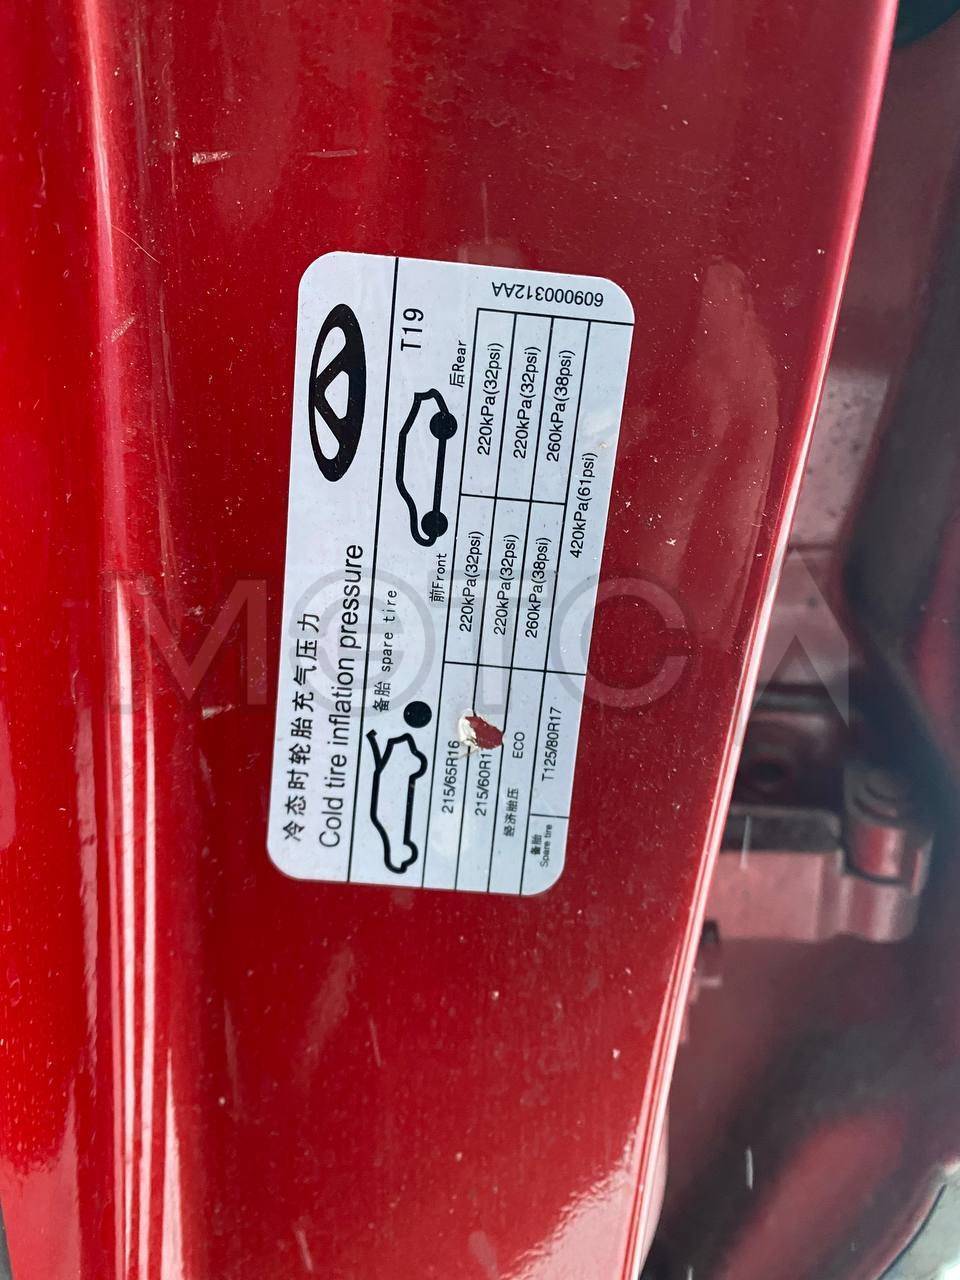 冷态时轮胎充气压力
Cold tire inflation pressure
备胎 spare tire
T19
前Front
后Rear
215/65R16 220kPa(32psi) 220kPa(32psi)
220kPa(32psi) 220kPa(32psi)
经济胎压 ECO 260kPa(38psi) 260kPa(38psi)
备胎
Spare tire
T125/80R17 420kPa(61psi)
609000312AA
MOTCA